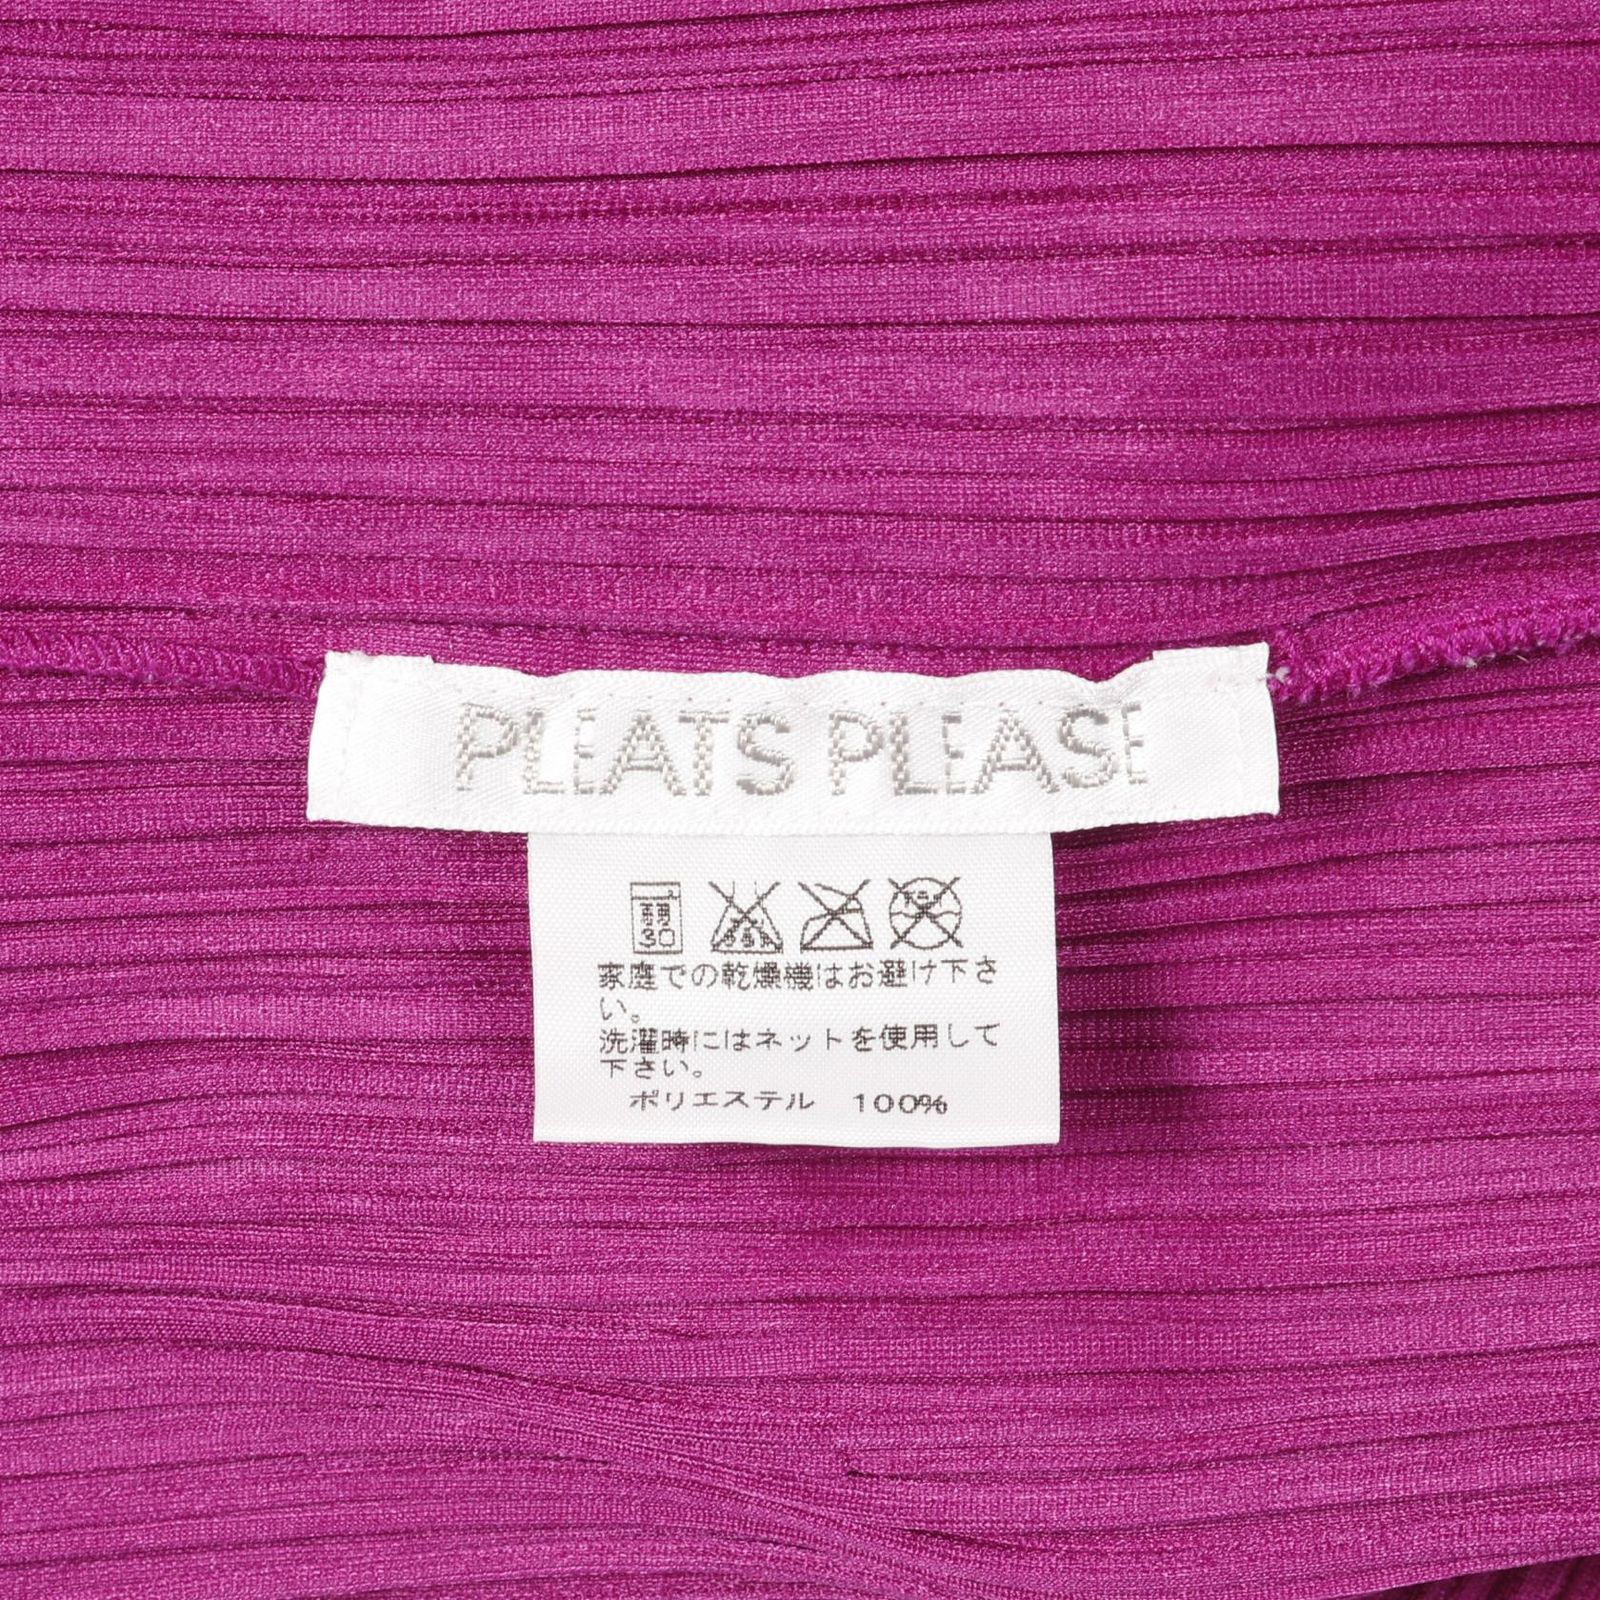 PLEATS PLEASE
弱
30
家庭での乾燥機はお避け下さ
い。
洗濯時にはネットを使用して
下さい。
ポリエステル 100%